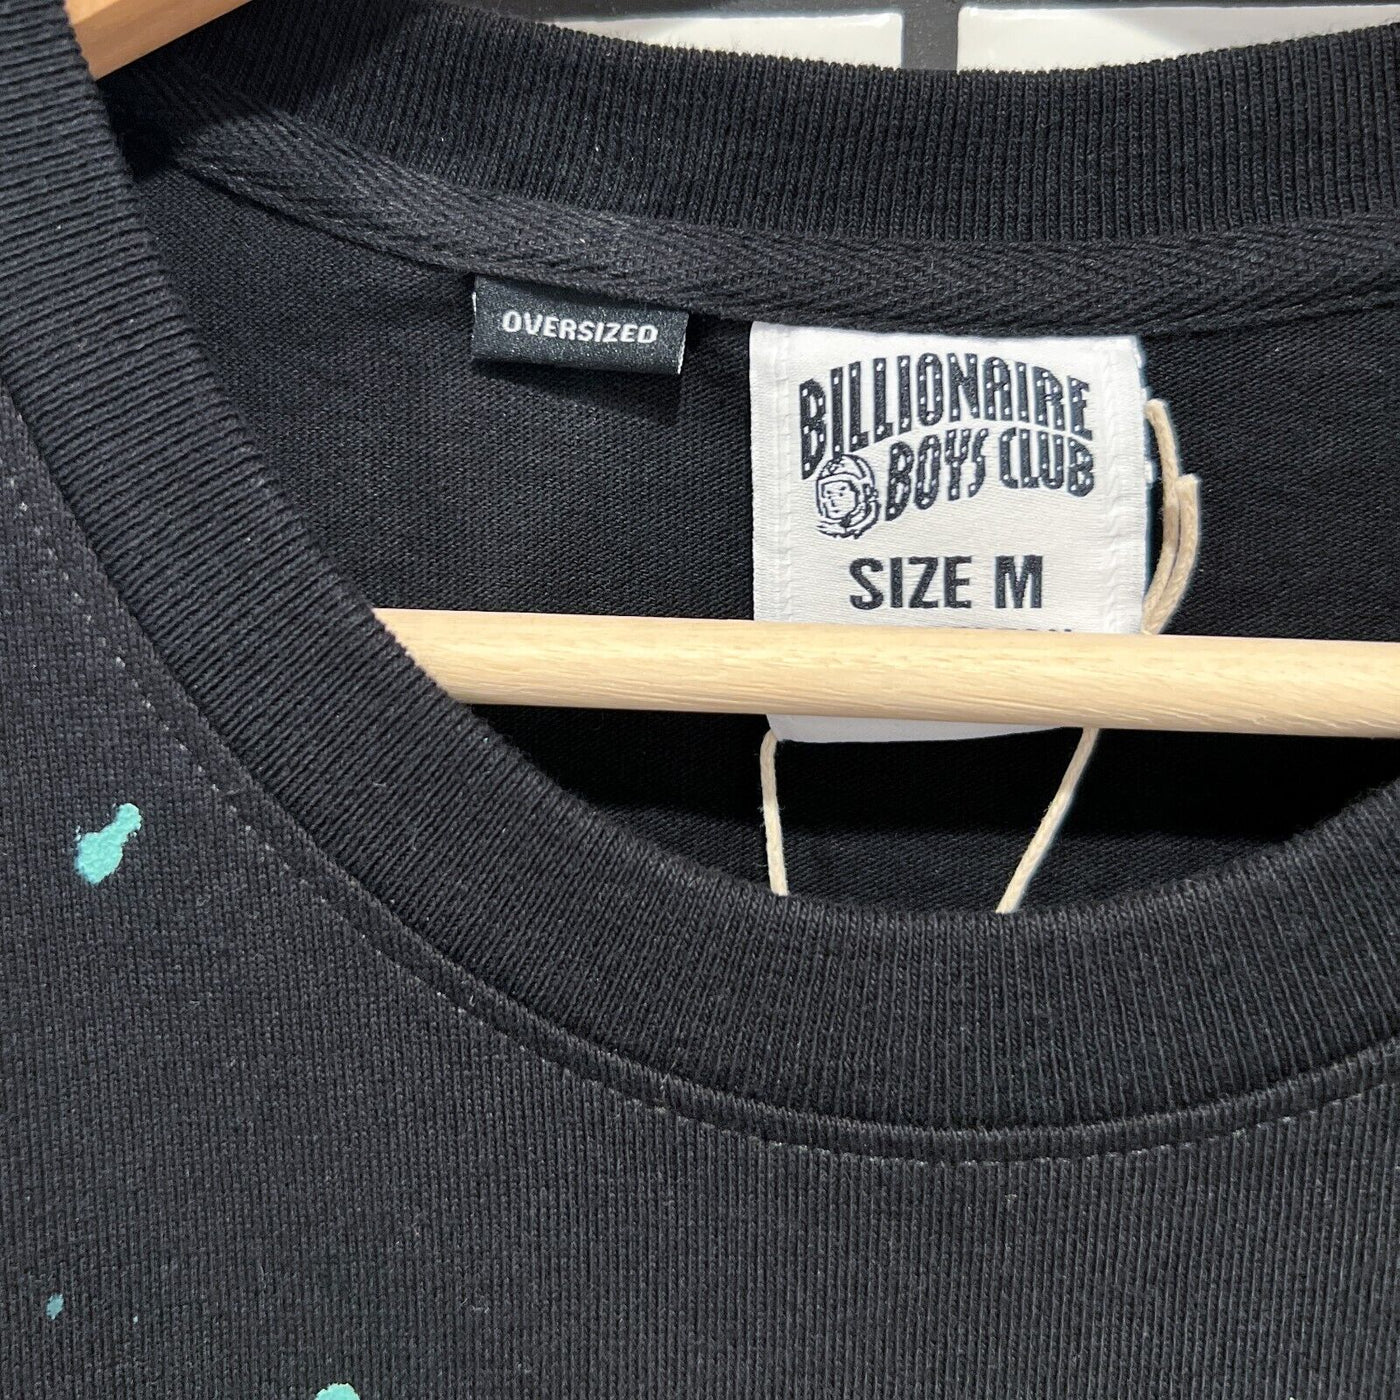 OVERSIZED
BILLIONAIRE
BOYS CLUB
SIZE M